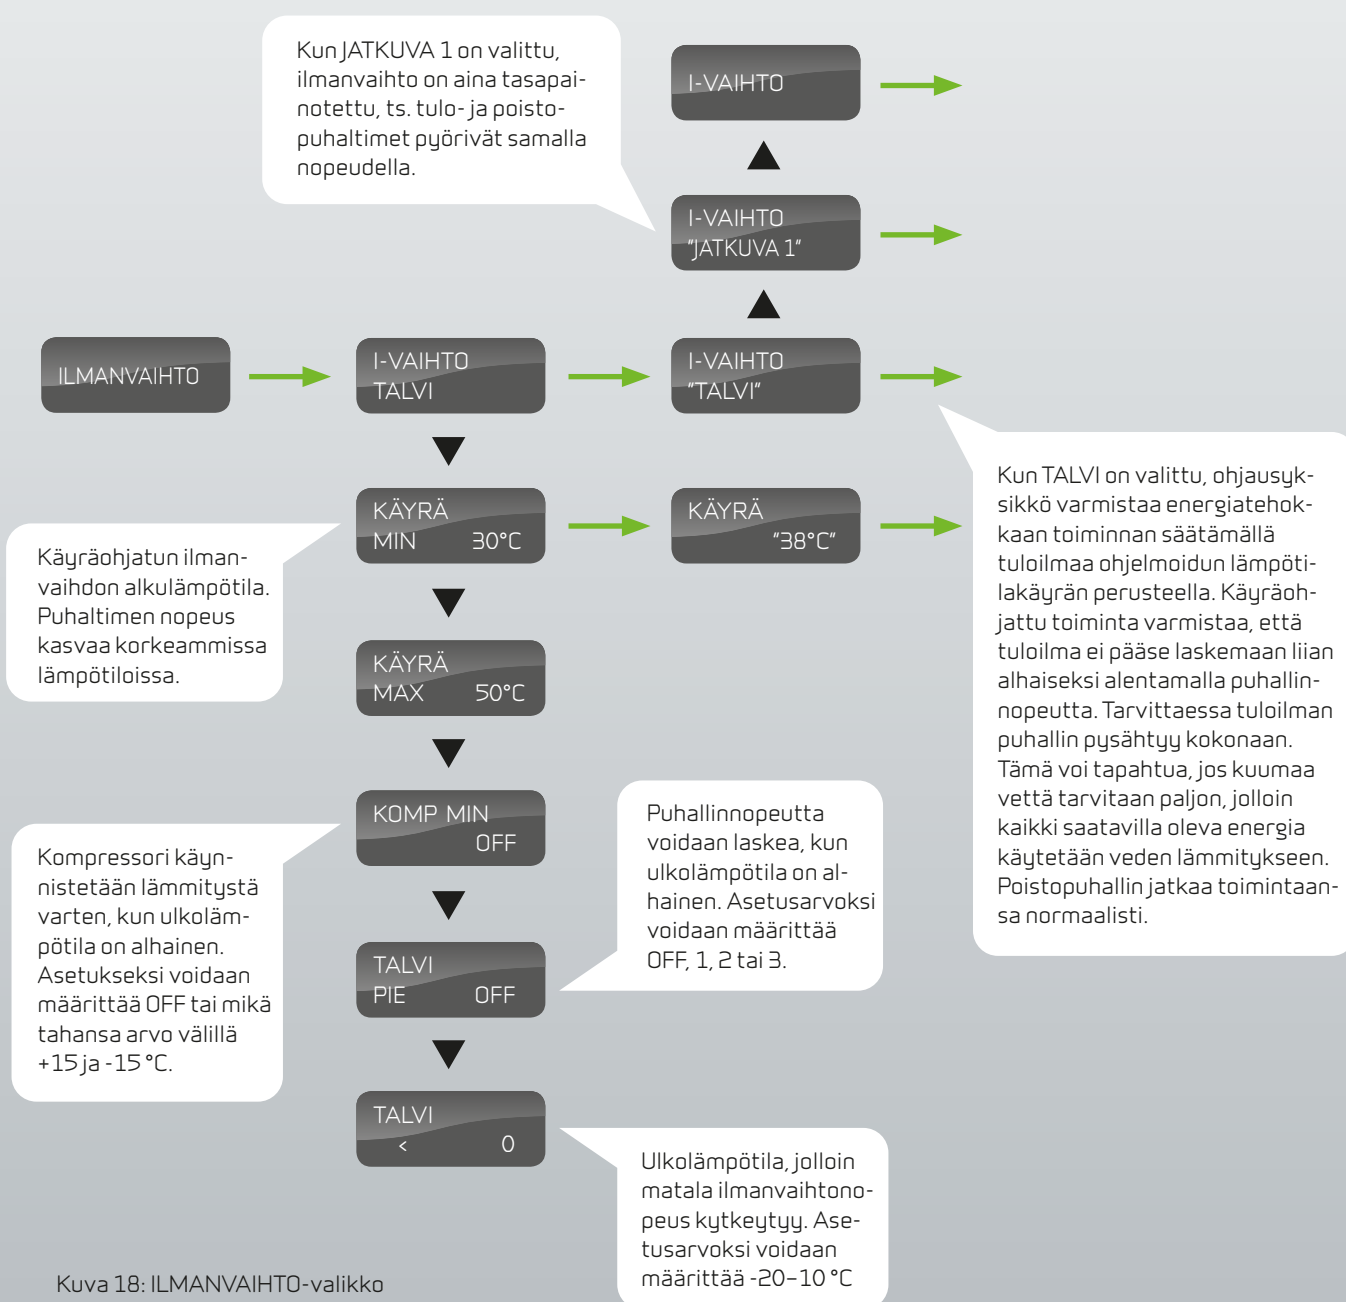 Kun JATKUVA 1 on valittu,
ilmanvaihto on aina tasapai-
notettu, ts. tulo- ja poisto-
puhaltimet pyörivät samalla
nopeudella.
I-VAIHTO
I-VAIHTO
"JATKUVA 1"
ILMANVAIHTO
I-VAIHTO
TALVI
I-VAIHTO
"TALVI"
Kun TALVI on valittu, ohjausyk-
sikkö varmistaa energiatehok-
kaan toiminnan säätämällä
tuloilmaa ohjelmoidun lämpöti-
lakäyrän perusteella. Käyräoh-
jattu toiminta varmistaa, että
tuloilma ei pääse laskemaan liian
alhaiseksi alentamalla puhallin-
nopeutta. Tarvittaessa tuloilman
puhallin pysähtyy kokonaan.
Tämä voi tapahtua, jos kuumaa
vettä tarvitaan paljon, jolloin
kaikki saatavilla oleva energia
käytetään veden lämmitykseen.
Poistopuhallin jatkaa toimintaan-
sa normaalisti.
KÄYRÄ
MIN 30°C
KÄYRÄ
"38°C"
Käyräohjatun ilman-
vaihdon alkulämpötila.
Puhaltimen nopeus
kasvaa korkeammissa
lämpötiloissa.
KÄYRÄ
MAX 50°C
KOMP MIN
OFF
Kompressori käyn-
nistetään lämmitystä
varten, kun ulkoläm-
pötila on alhainen.
Asetukseksi voidaan
määrittää OFF tai mikä
tahansa arvo välillä
+15 ja -15 °C.
Puhallinnopeutta
voidaan laskea, kun
ulkolämpötila on al-
hainen. Asetusarvoksi
voidaan määrittää
OFF, 1, 2 tai 3.
TALVI
PIE OFF
TALVI
< 0
Ulkolämpötila, jolloin
matala ilmanvaihtono-
peus kytkeytyy. Ase-
tusarvoksi voidaan
määrittää -20–10 °C
Kuva 18: ILMANVAIHTO-valikko